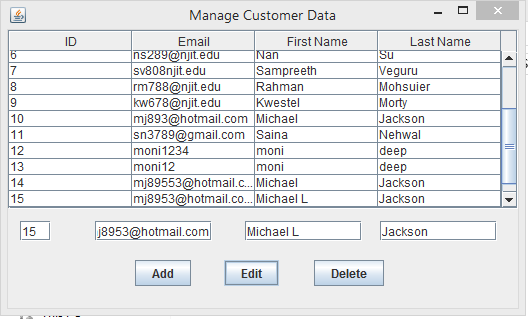 Manage Customer Data
ID Email First Name Last Name
6 ns289@njit.edu Nan Su
7 sv808njit.edu Sampreeth Veguru
8 rm788@njit.edu Rahman Mohsuier
9 kw678@njit.edu Kwestel Morty
10 mj893@hotmail.com Michael Jackson
11 sn3789@gmail.com Saina Nehwal
12 moni1234 moni deep
13 moni12 moni deep
14 mj89553@hotmail.c... Michael Jackson
15 mj8953@hotmail.co... Michael L Jackson
15 j8953@hotmail.com Michael L Jackson
Add Edit Delete